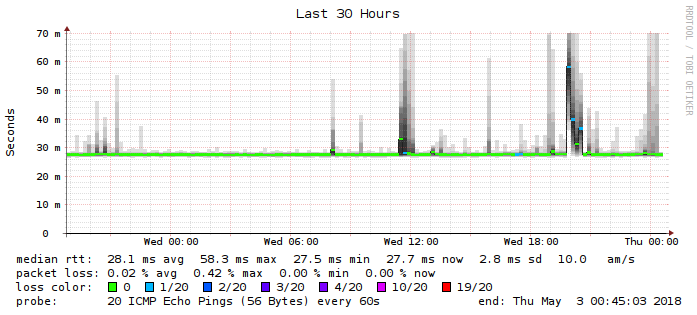 Last 30 Hours
RRDTOOL / TOBI OETIKER
Seconds
70 m
60 m
50 m
40 m
30 m
20 m
10 m
0
Wed 00:00 Wed 06:00 Wed 12:00 Wed 18:00 Thu 00:00
median rtt: 28.1 ms avg 58.3 ms max 27.5 ms min 27.7 ms now 2.8 ms sd 10.0 am/s
packet loss: 0.02 % avg 0.42 % max 0.00 % min 0.00 % now
loss color: 0 1/20 2/20 3/20 4/20 10/20 19/20
probe: 20 ICMP Echo Pings (56 Bytes) every 60s end: Thu May 3 00:45:03 2018